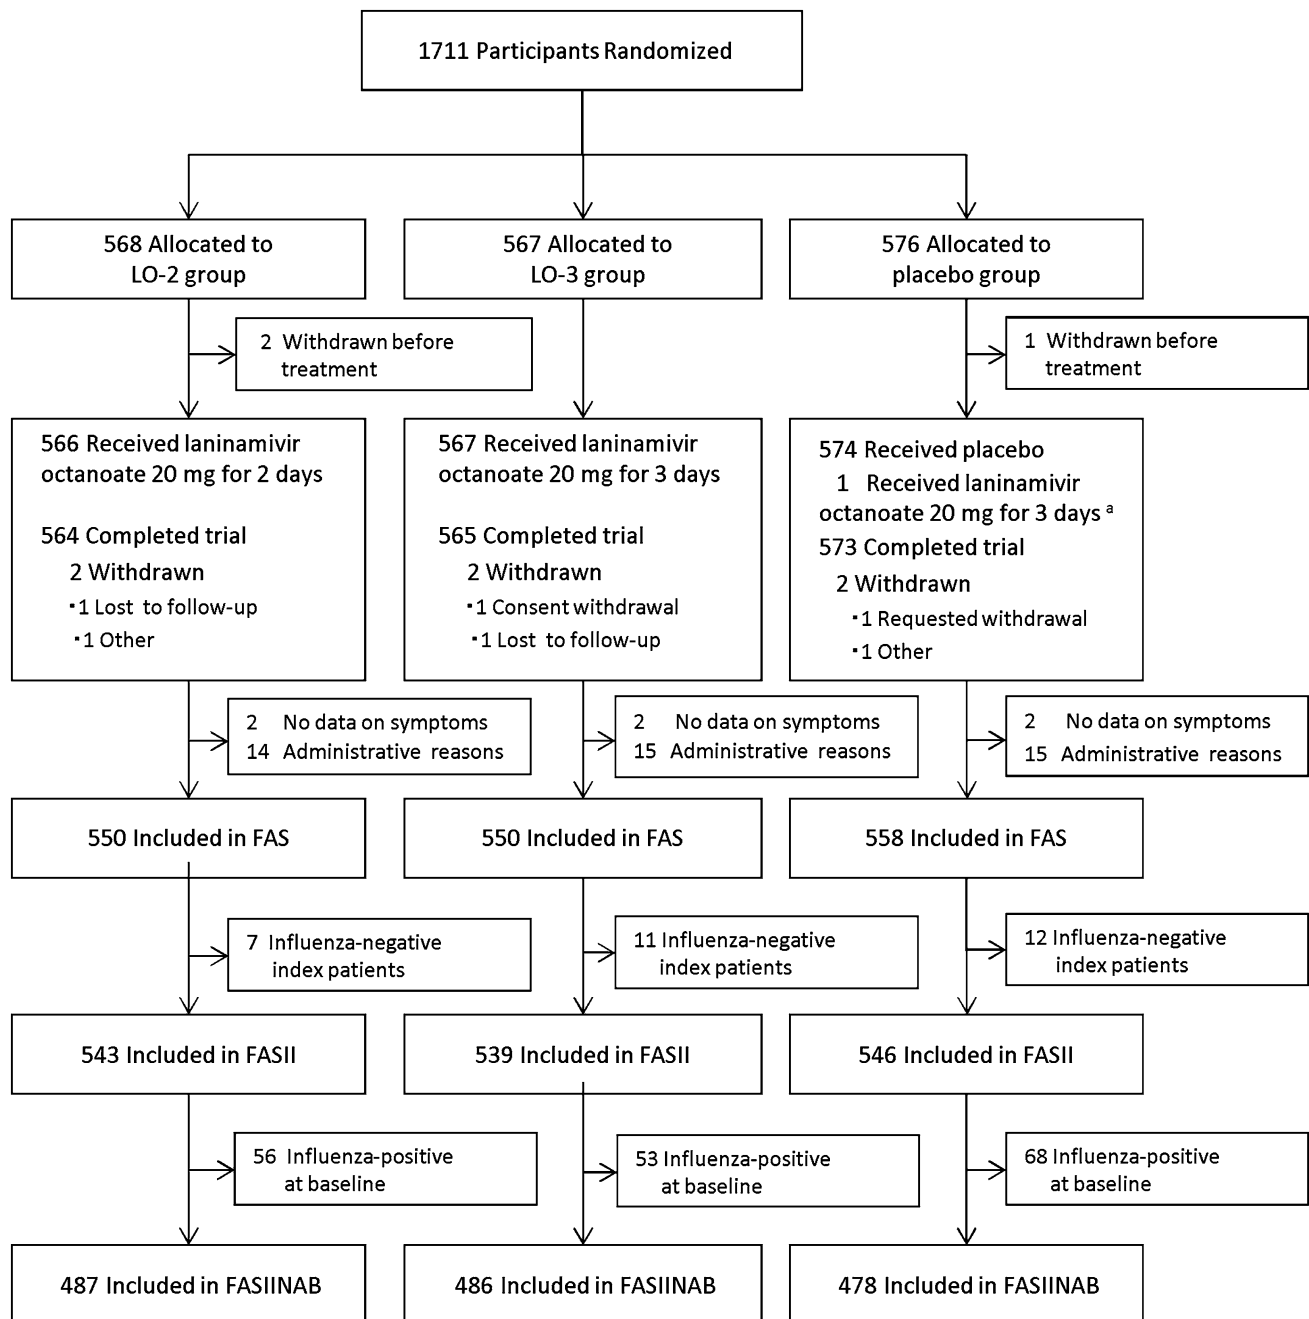 1711 Participants Randomized
568 Allocated to
LO-2 group
567 Allocated to
LO-3 group
576 Allocated to
placebo group
2 Withdrawn before
treatment
1 Withdrawn before
treatment
566 Received laninamivir
octanoate 20 mg for 2 days
564 Completed trial
2 Withdrawn
・1 Lost to follow-up
・1 Other
567 Received laninamivir
octanoate 20 mg for 3 days
565 Completed trial
2 Withdrawn
・1 Consent withdrawal
・1 Lost to follow-up
574 Received placebo
1 Received laninamivir
octanoate 20 mg for 3 days a
573 Completed trial
2 Withdrawn
・1 Requested withdrawal
・1 Other
2 No data on symptoms
14 Administrative reasons
2 No data on symptoms
15 Administrative reasons
2 No data on symptoms
15 Administrative reasons
550 Included in FAS
550 Included in FAS
558 Included in FAS
7 Influenza-negative
index patients
11 Influenza-negative
index patients
12 Influenza-negative
index patients
543 Included in FASII
539 Included in FASII
546 Included in FASII
56 Influenza-positive
at baseline
53 Influenza-positive
at baseline
68 Influenza-positive
at baseline
487 Included in FASIINAB
486 Included in FASIINAB
478 Included in FASIINAB